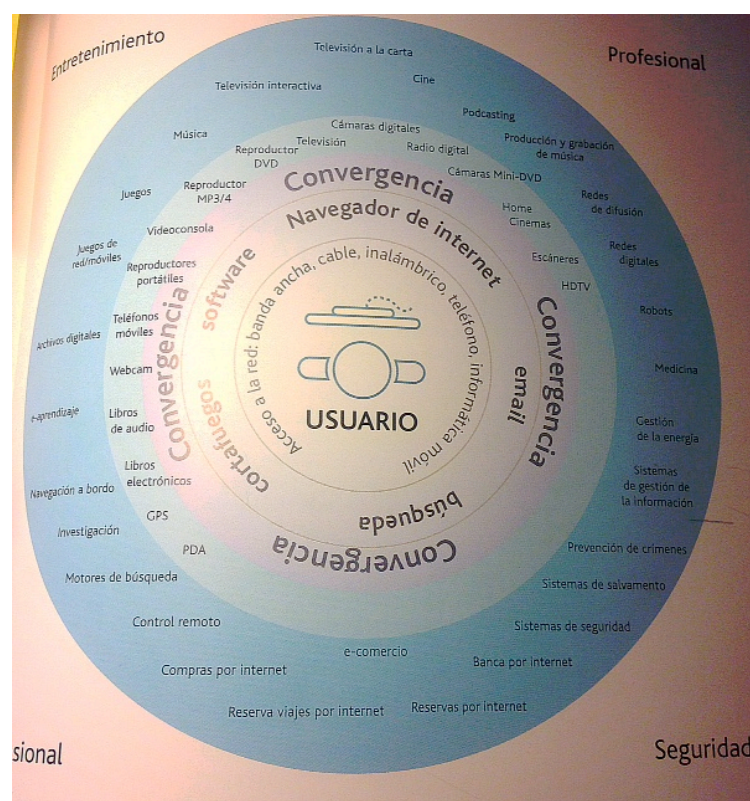 Entretenimiento
Profesional
Televisión a la carta
Cine
Televisión interactiva
Podcasting
Música
Producción y grabación
de música
Juegos
Redes
de difusión
Juegos de
red/móviles
Redes
digitales
Archivos digitales
Robots
e-aprendizaje
Medicina
Navegación a bordo
Gestión
de la energía
Investigación
Sistemas
de gestión de
la información
Motores de búsqueda
Prevención de crímenes
Control remoto
Sistemas de salvamento
Compras por internet
Sistemas de seguridad
Reserva viajes por internet
Banca por internet
e-comercio
Reservas por internet
Cámaras digitales
Televisión
Radio digital
Reproductor
DVD
Cámaras Mini-DVD
Reproductor
MP3/4
Home
Cinemas
Videoconsola
Escáneres
Reproductores
portátiles
HDTV
Teléfonos
móviles
Webcam
Libros
de audio
Libros
electrónicos
GPS
PDA
Convergencia
Convergencia
Convergencia
Convergencia
Navegador de internet
software
email
cortafuegos
búsqueda
Acceso a la red: banda ancha, cable, inalámbrico, teléfono, informática móvil
USUARIO
sional
Seguridad